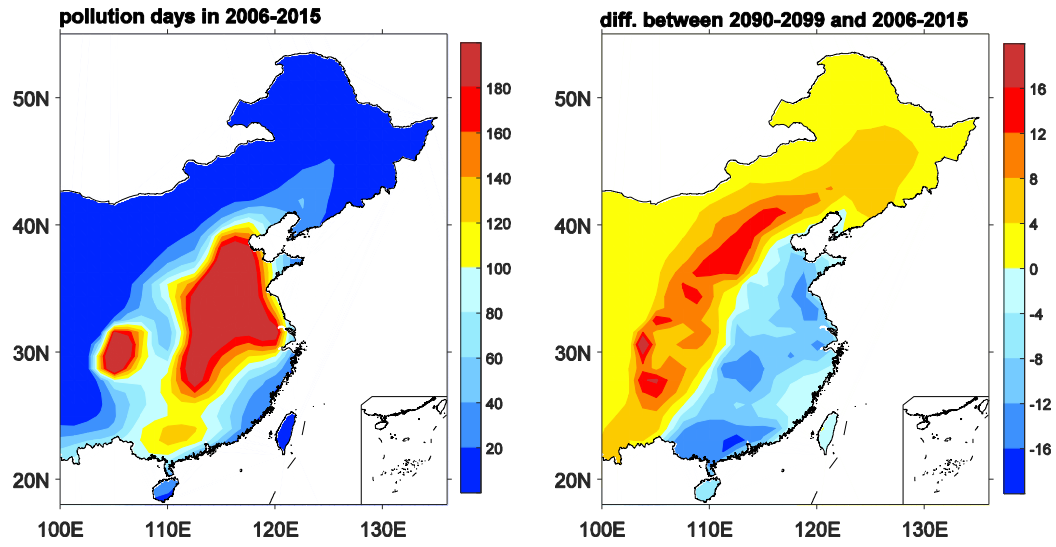 pollution days in 2006-2015
diff. between 2090-2099 and 2006-2015
50N
40N
30N
20N
100E
110E
120E
130E
180
160
140
120
100
80
60
40
20
50N
40N
30N
20N
100E
110E
120E
130E
16
12
8
4
0
-4
-8
-12
-16